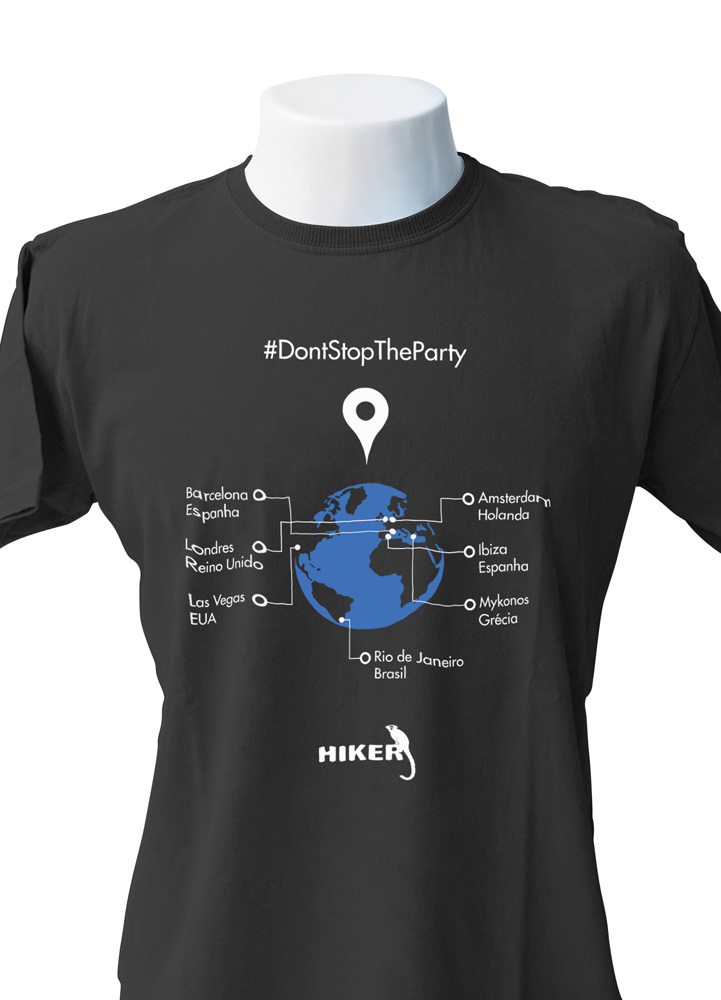 #DontStopTheParty
Barcelona
Espanha
Londres
Reino Unido
Las Vegas
EUA
Amsterdam
Holanda
Ibiza
Espanha
Mykonos
Grécia
Rio de Janeiro
Brasil
HIKER